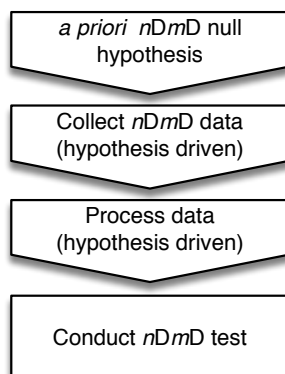 a priori nDmD null
hypothesis
Collect nDmD data
(hypothesis driven)
Process data
(hypothesis driven)
Conduct nDmD test